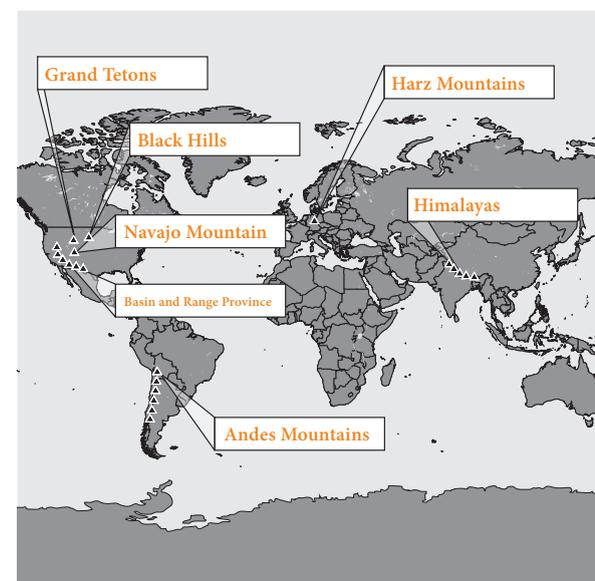 Grand Tetons
Harz Mountains
Black Hills
Himalayas
Navajo Mountain
Basin and Range Province
Andes Mountains